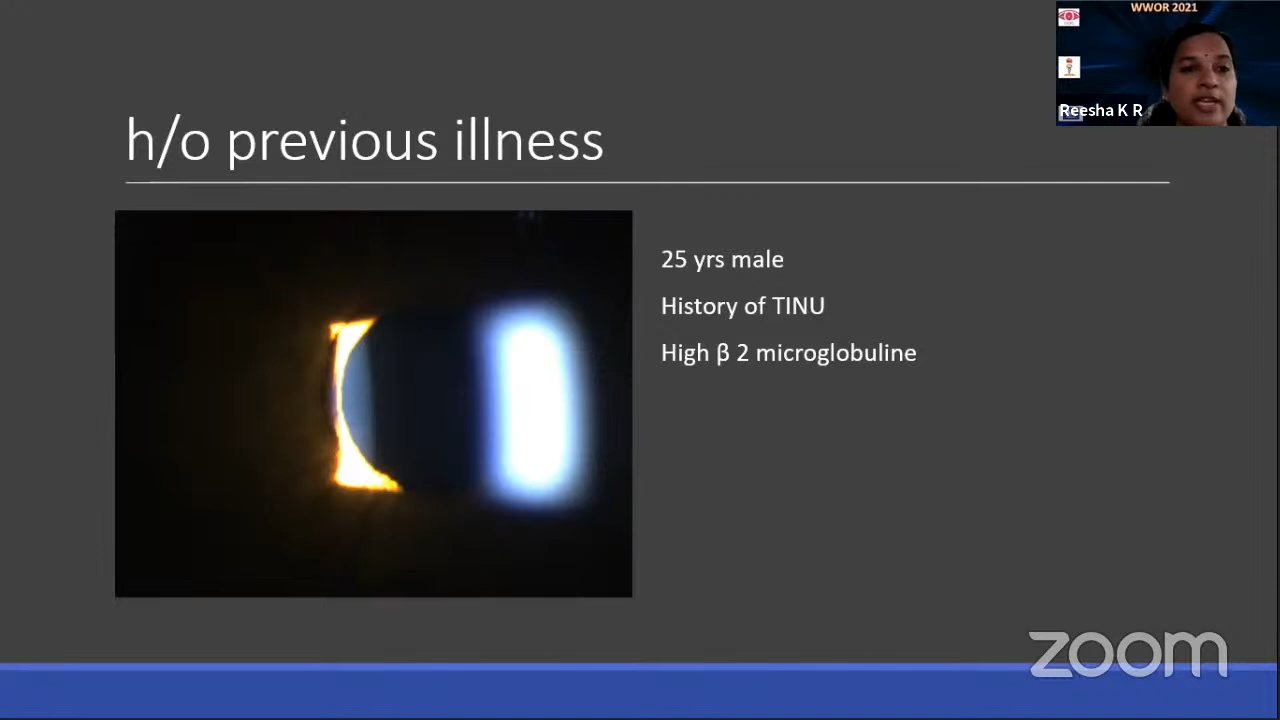 WWOR 2021
Reesha K R
h/o previous illness
25 yrs male
History of TINU
High β 2 microglobuline
zoom